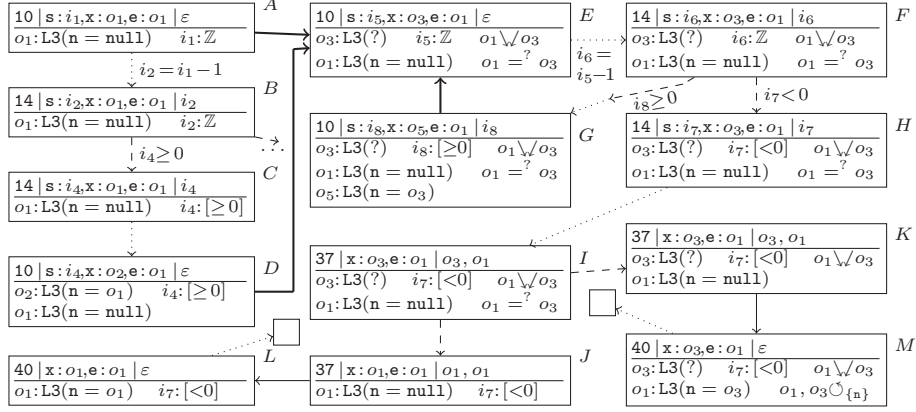 A
10 | s:i₁,x:o₁,e:o₁ | ε
o₁:L3(n = null) i₁:ℤ
i₂=i₁−1
B
14 | s:i₂,x:o₁,e:o₁ | i₂
o₁:L3(n = null) i₂:ℤ
i₄≥0
...
C
14 | s:i₄,x:o₁,e:o₁ | i₄
o₁:L3(n = null) i₄:[≥0]
D
10 | s:i₄,x:o₂,e:o₁ | ε
o₂:L3(n = o₁) i₄:[≥0]
o₁:L3(n = null)
E
10 | s:i₅,x:o₃,e:o₁ | ε
o₃:L3(?) i₅:ℤ o₁↘↙o₃
o₁:L3(n = null) o₁ =? o₃
i₆=
i₅−1
F
14 | s:i₆,x:o₃,e:o₁ | i₆
o₃:L3(?) i₆:ℤ o₁↘↙o₃
o₁:L3(n = null) o₁ =? o₃
i₈≥0
i₇<0
G
10 | s:i₈,x:o₅,e:o₁ | i₈
o₃:L3(?) i₈:[≥0] o₁↘↙o₃
o₁:L3(n = null) o₁ =? o₃
o₅:L3(n = o₃)
H
14 | s:i₇,x:o₃,e:o₁ | i₇
o₃:L3(?) i₇:[<0] o₁↘↙o₃
o₁:L3(n = null) o₁ =? o₃
I
37 | x:o₃,e:o₁ | o₃, o₁
o₃:L3(?) i₇:[<0] o₁↘↙o₃
o₁:L3(n = null) o₁ =? o₃
K
37 | x:o₃,e:o₁ | o₃, o₁
o₃:L3(?) i₇:[<0] o₁↘↙o₃
o₁:L3(n = null)
L
40 | x:o₁,e:o₁ | ε
o₁:L3(n = o₁) i₇:[<0]
J
37 | x:o₁,e:o₁ | o₁, o₁
o₁:L3(n = null) i₇:[<0]
M
40 | x:o₃,e:o₁ | ε
o₃:L3(?) i₇:[<0] o₁↘↙o₃
o₁:L3(n = o₃) o₁, o₃↺{n}